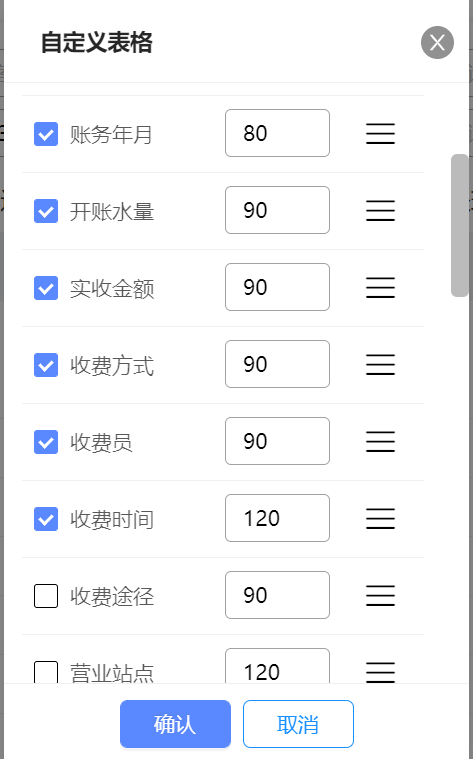 自定义表格
账务年月 80
开账水量 90
实收金额 90
收费方式 90
收费员 90
收费时间 120
收费途径 90
营业站点 120
确认 取消